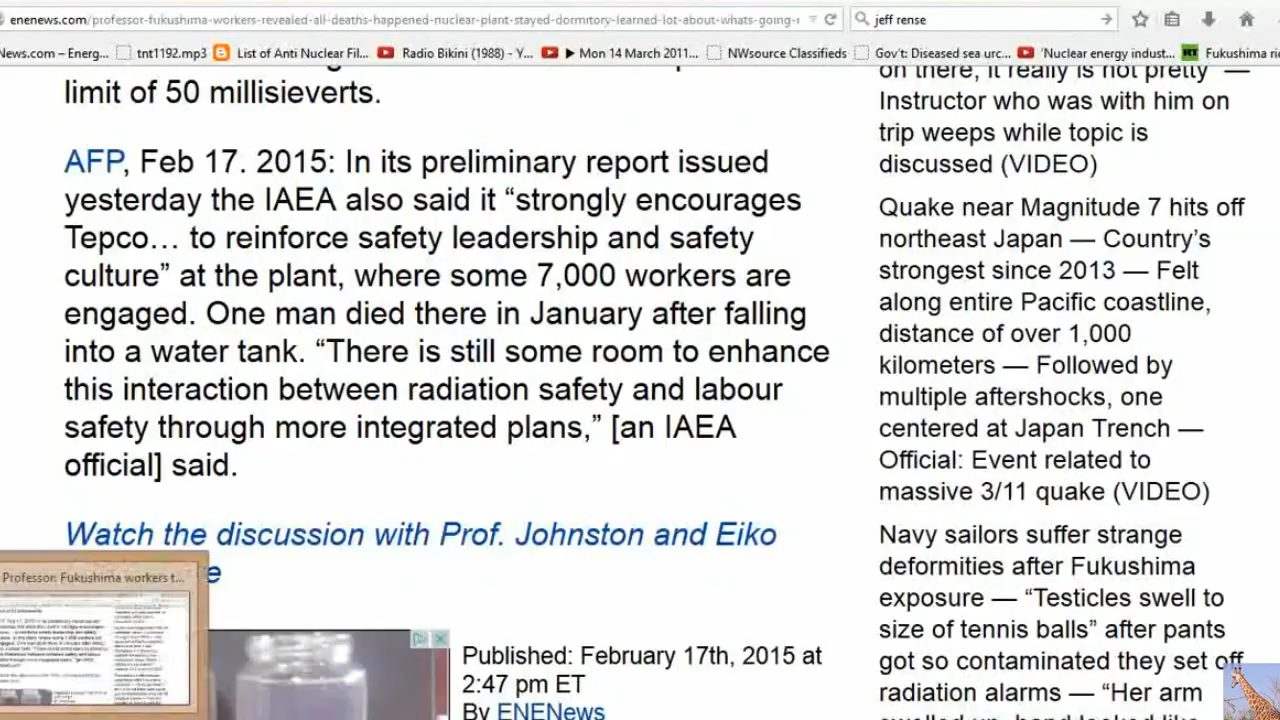 enenews.com/professor-fukushima-workers-revealed-all-deaths-happened-nuclear-plant-stayed-dormitory-learned-lot-about-whats-going-r
jeff rense
News.com – Energ...
tnt1192.mp3
List of Anti Nuclear Fil...
Radio Bikini (1988) - Y...
▶ Mon 14 March 2011...
NWsource Classifieds
Gov't: Diseased sea urc...
'Nuclear energy indust...
RT
Fukushima ri
limit of 50 millisieverts.
AFP, Feb 17. 2015: In its preliminary report issued
yesterday the IAEA also said it “strongly encourages
Tepco… to reinforce safety leadership and safety
culture” at the plant, where some 7,000 workers are
engaged. One man died there in January after falling
into a water tank. “There is still some room to enhance
this interaction between radiation safety and labour
safety through more integrated plans,” [an IAEA
official] said.
Watch the discussion with Prof. Johnston and Eiko
e
Professor: Fukushima workers t...
Published: February 17th, 2015 at
2:47 pm ET
By ENENews
on there, it really is not pretty” —
Instructor who was with him on
trip weeps while topic is
discussed (VIDEO)
Quake near Magnitude 7 hits off
northeast Japan — Country’s
strongest since 2013 — Felt
along entire Pacific coastline,
distance of over 1,000
kilometers — Followed by
multiple aftershocks, one
centered at Japan Trench —
Official: Event related to
massive 3/11 quake (VIDEO)
Navy sailors suffer strange
deformities after Fukushima
exposure — “Testicles swell to
size of tennis balls” after pants
got so contaminated they set off
radiation alarms — “Her arm
swelled up, hand looked like